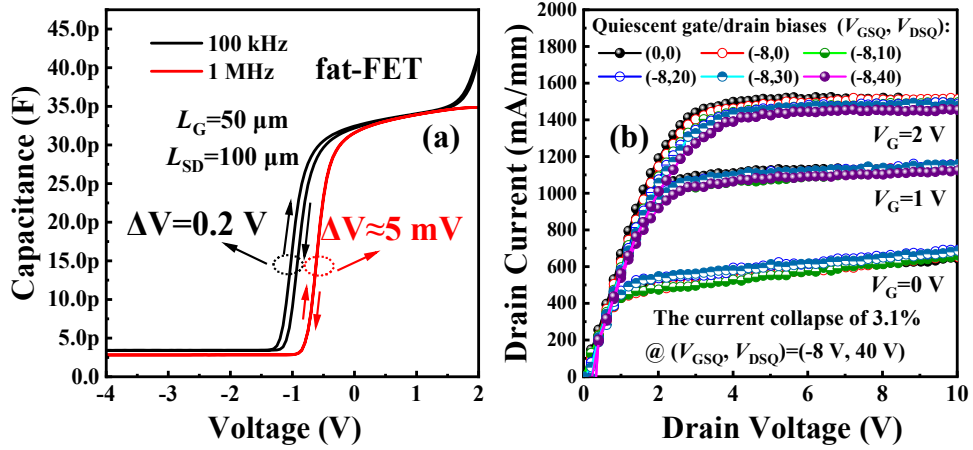 45.0p
40.0p
35.0p
30.0p
25.0p
20.0p
15.0p
10.0p
5.0p
0.0
Capacitance (F)
100 kHz
1 MHz
fat-FET
L_G=50 μm
L_SD=100 μm
(a)
ΔV=0.2 V
ΔV≈5 mV
-4 -3 -2 -1 0 1 2
Voltage (V)
2000
1800
1600
1400
1200
1000
800
600
400
200
0
Drain Current (mA/mm)
Quiescent gate/drain biases (V_GSQ, V_DSQ):
(0,0) (-8,0) (-8,10)
(-8,20) (-8,30) (-8,40)
(b)
V_G=2 V
V_G=1 V
V_G=0 V
The current collapse of 3.1%
@ (V_GSQ, V_DSQ)=(-8 V, 40 V)
0 2 4 6 8 10
Drain Voltage (V)